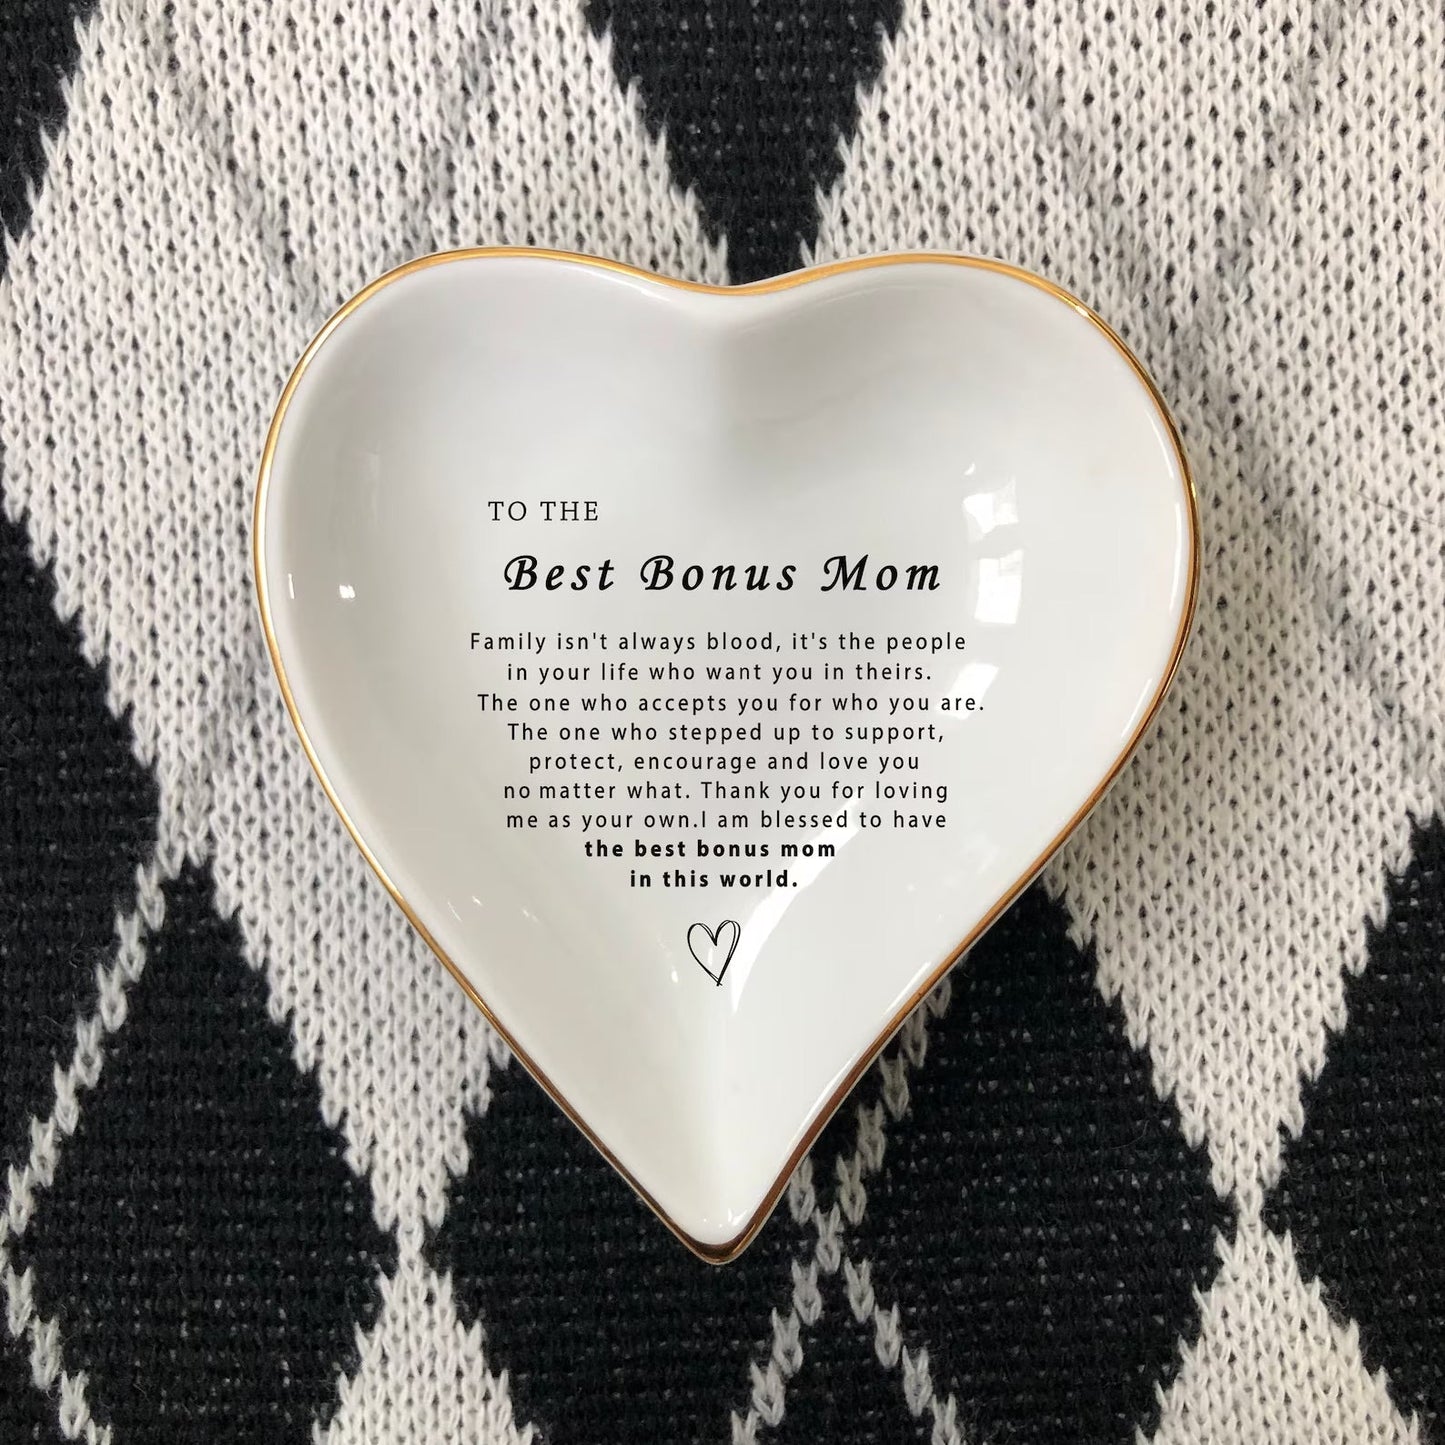 TO THE
Best Bonus Mom
Family isn't always blood, it's the people
in your life who want you in theirs.
The one who accepts you for who you are.
The one who stepped up to support,
protect, encourage and love you
no matter what. Thank you for loving
me as your own.I am blessed to have
the best bonus mom
in this world.